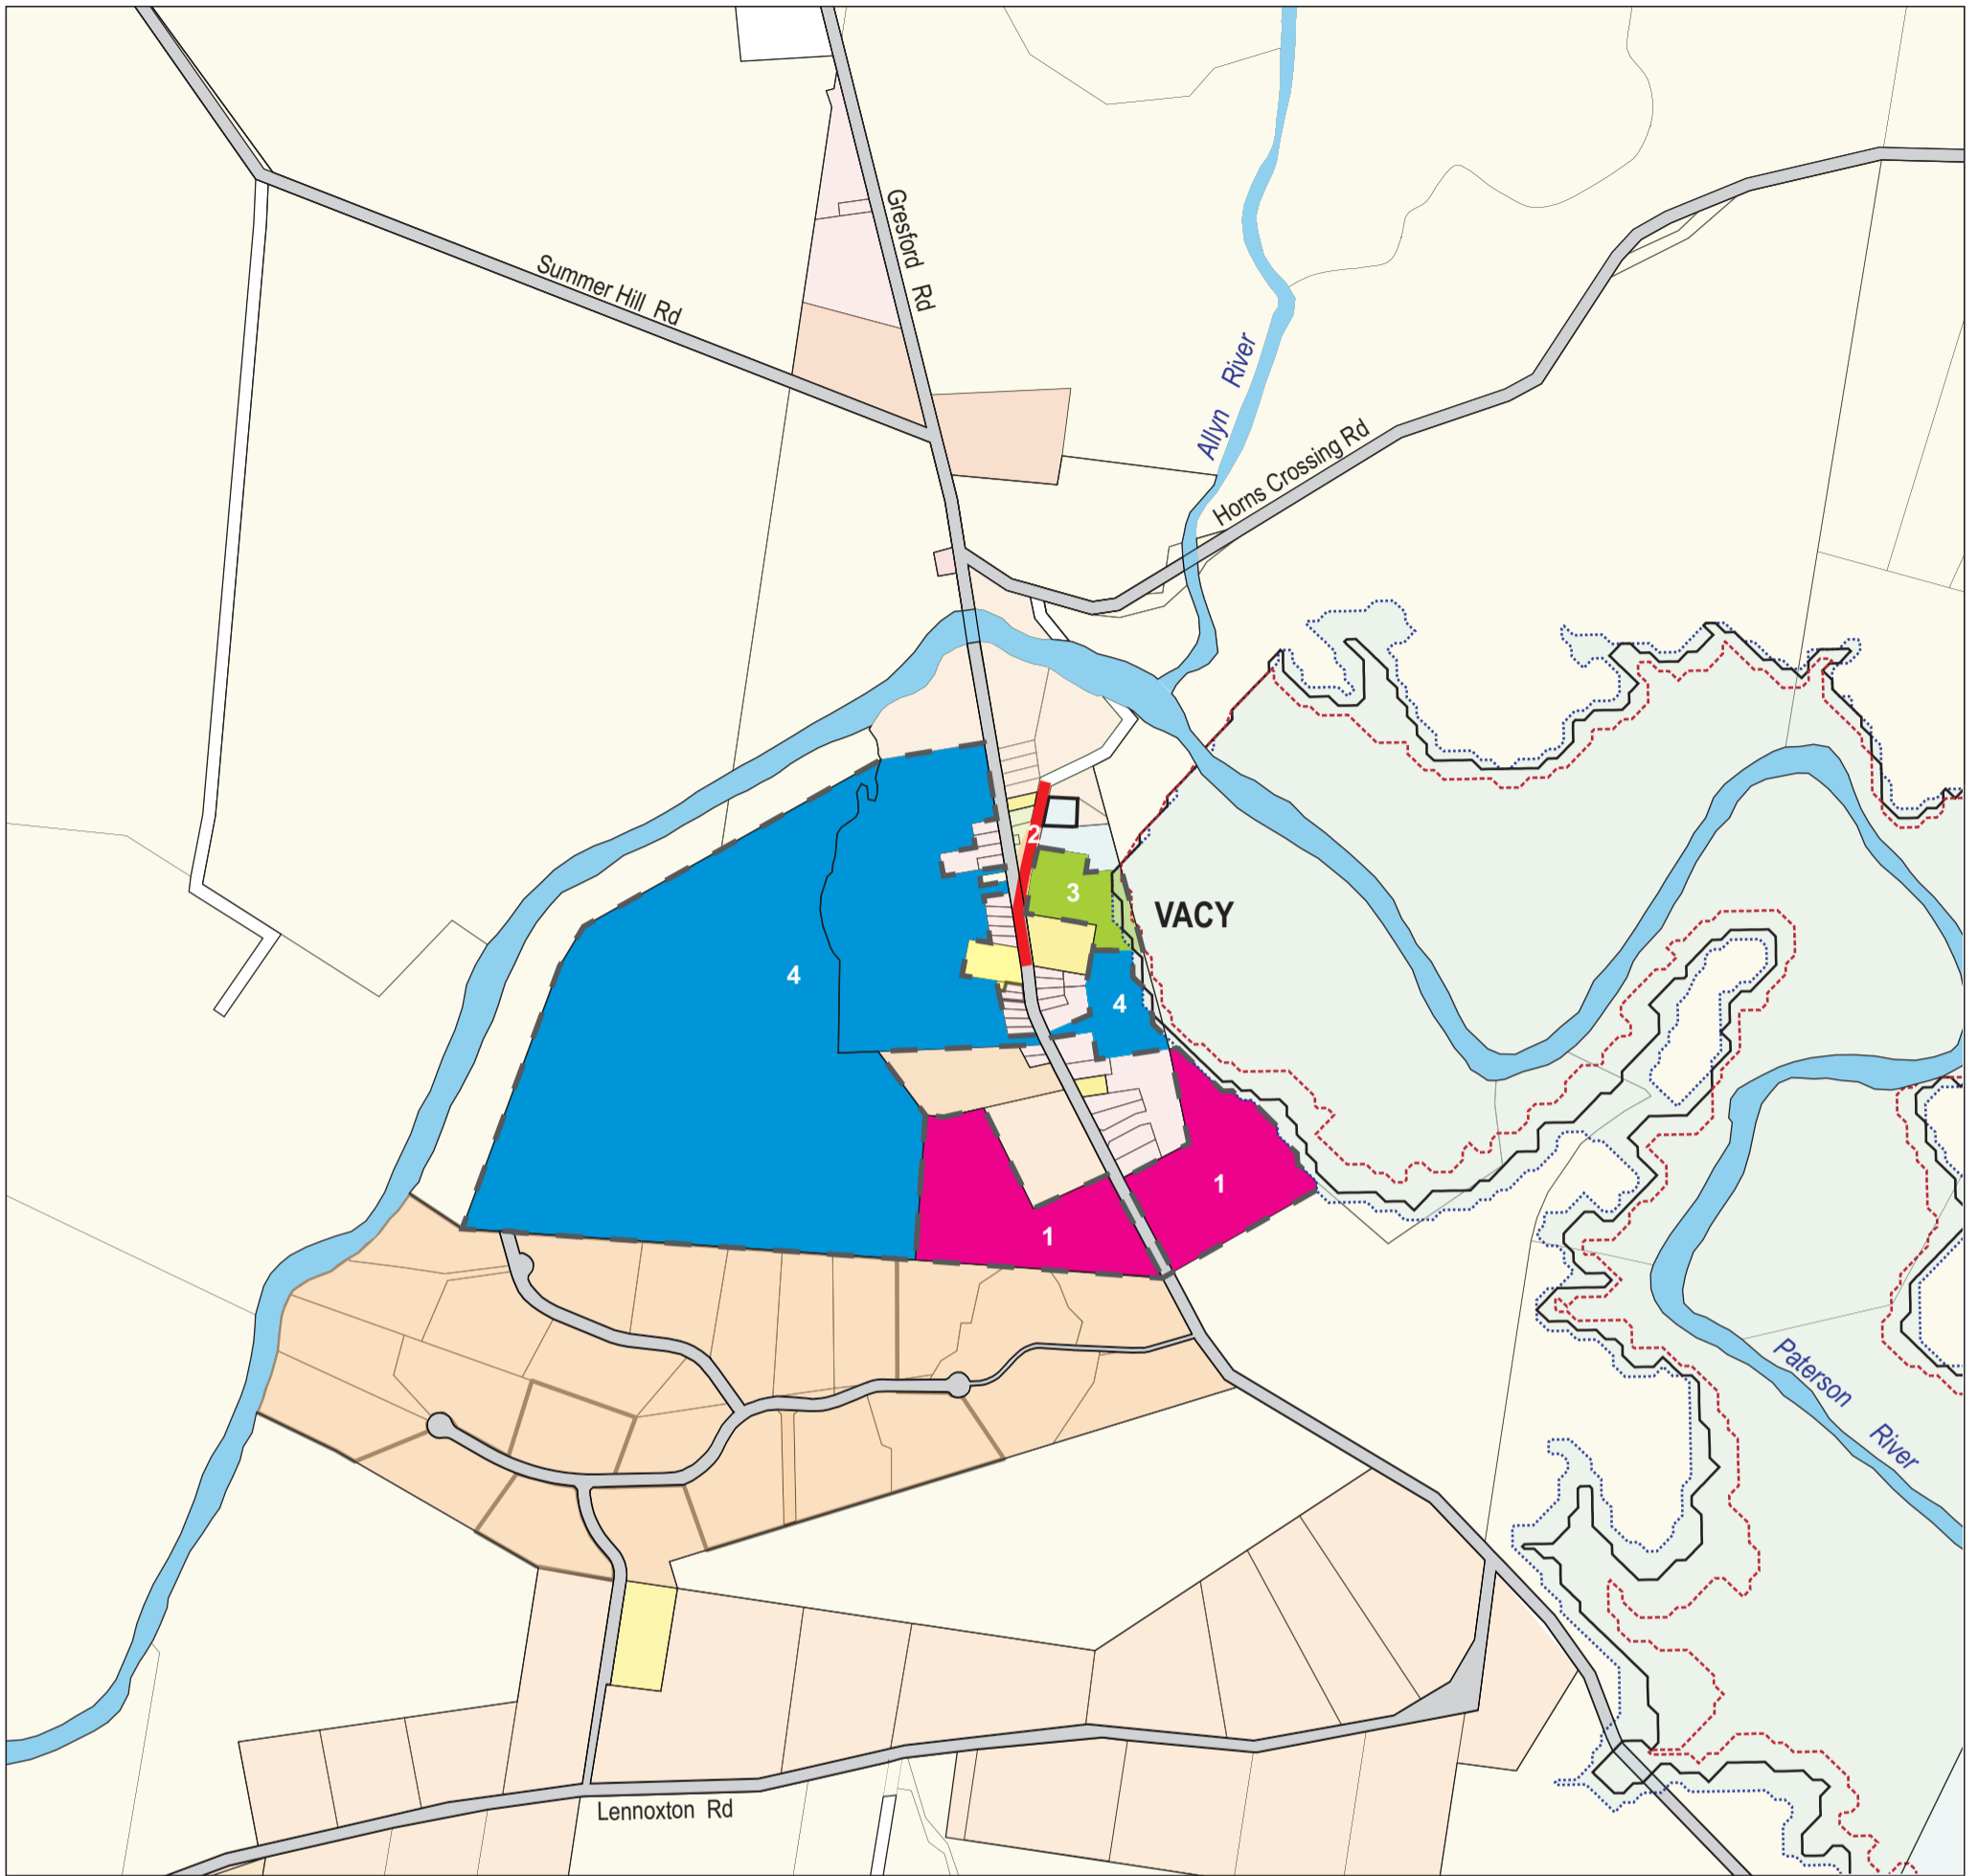 Gresford Rd
Summer Hill Rd
Allyn River
Horns Crossing Rd
2
3
VACY
4
4
1
1
Paterson River
Lennoxton Rd